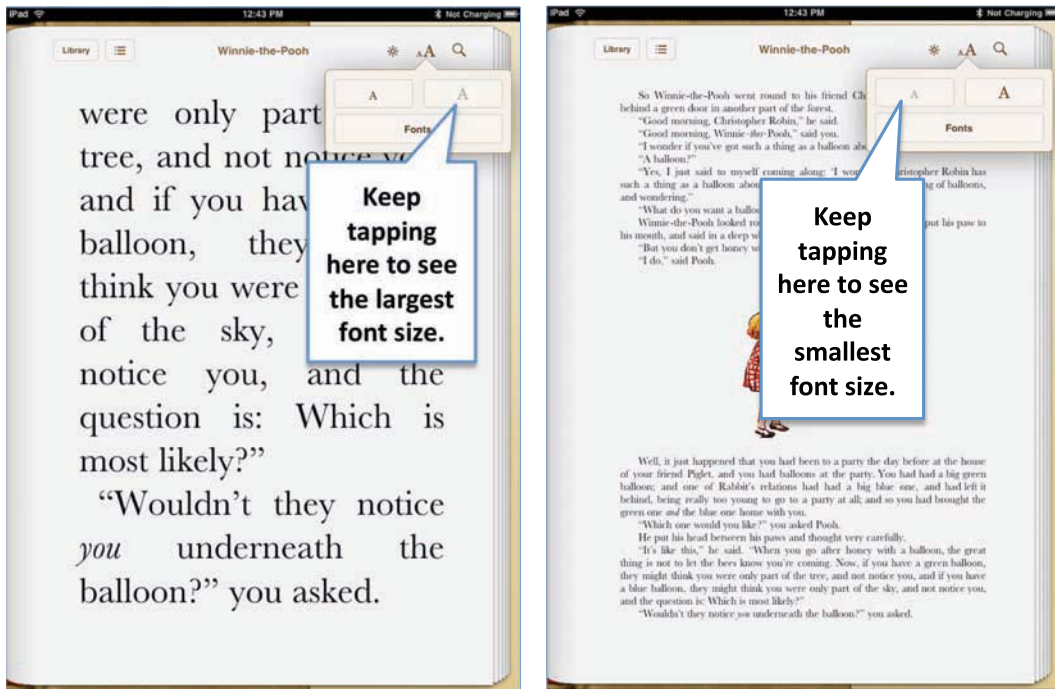 iPad 12:43 PM Not Charging
Library Winnie-the-Pooh AA
A A
Fonts
were only part
tree, and not notice you,
and if you hav
balloon, they
think you were
of the sky,
notice you, and the
question is: Which is
most likely?”
“Wouldn’t they notice
you underneath the
balloon?” you asked.
Keep
tapping
here to see
the largest
font size.
iPad 12:43 PM Not Charging
Library Winnie-the-Pooh AA
A A
Fonts
So Winnie-the-Pooh went round to his friend Ch
behind a green door in another part of the forest.
“Good morning, Christopher Robin,” he said.
“Good morning, Winnie-ther-Pooh,” said you.
“I wonder if you’ve got such a thing as a balloon abo
“A balloon?”
“Yes, I just said to myself coming along: ‘I won ristopher Robin has
such a thing as a balloon abou g of balloons,
and wondering.”
“What do you want a balloo
Winnie-the-Pooh looked ro put his paw to
his mouth, and said in a deep w
“But you don’t get honey w
“I do,” said Pooh.
Keep
tapping
here to see
the
smallest
font size.
Well, it just happened that you had been to a party the day before at the house
of your friend Piglet, and you had balloons at the party. You had had a big green
balloon; and one of Rabbit’s relations had had a big blue one, and had left it
behind, being really too young to go to a party at all; and so you had brought the
green one and the blue one home with you.
“Which one would you like?” you asked Pooh.
He put his head between his paws and thought very carefully.
“It’s like this,” he said. “When you go after honey with a balloon, the great
thing is not to let the bees know you’re coming. Now, if you have a green balloon,
they might think you were only part of the tree, and not notice you, and if you have
a blue balloon, they might think you were only part of the sky, and not notice you,
and the question is: Which is most likely?”
“Wouldn’t they notice you underneath the balloon?” you asked.